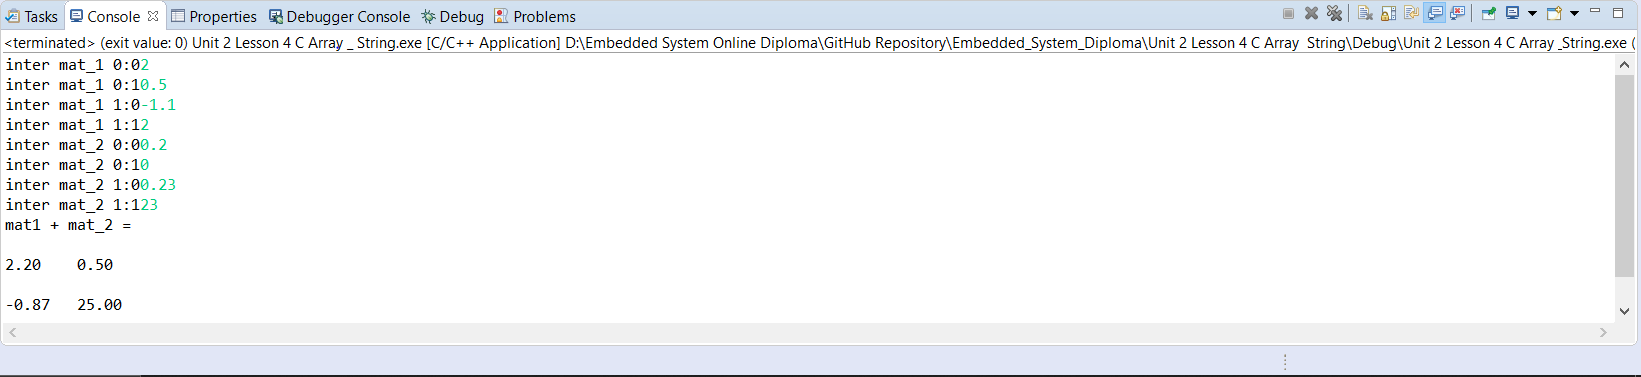 Tasks Console Properties Debugger Console Debug Problems
<terminated> (exit value: 0) Unit 2 Lesson 4 C Array _ String.exe [C/C++ Application] D:\Embedded System Online Diploma\GitHub Repository\Embedded_System_Diploma\Unit 2 Lesson 4 C Array String\Debug\Unit 2 Lesson 4 C Array _String.exe (
inter mat_1 0:02
inter mat_1 0:10.5
inter mat_1 1:0-1.1
inter mat_1 1:12
inter mat_2 0:00.2
inter mat_2 0:10
inter mat_2 1:00.23
inter mat_2 1:123
mat1 + mat_2 =
2.20 0.50
-0.87 25.00